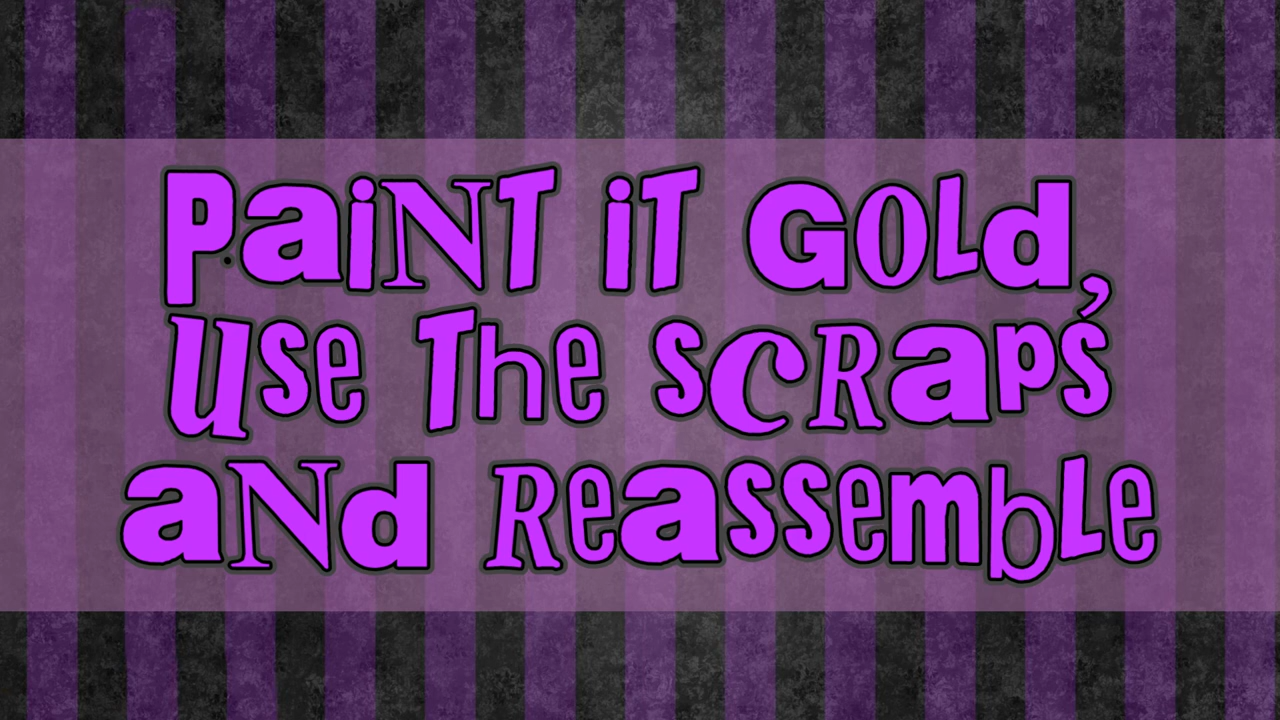 PaiNT iT GOLd,
Use The scRaps
aNd ReassembLe